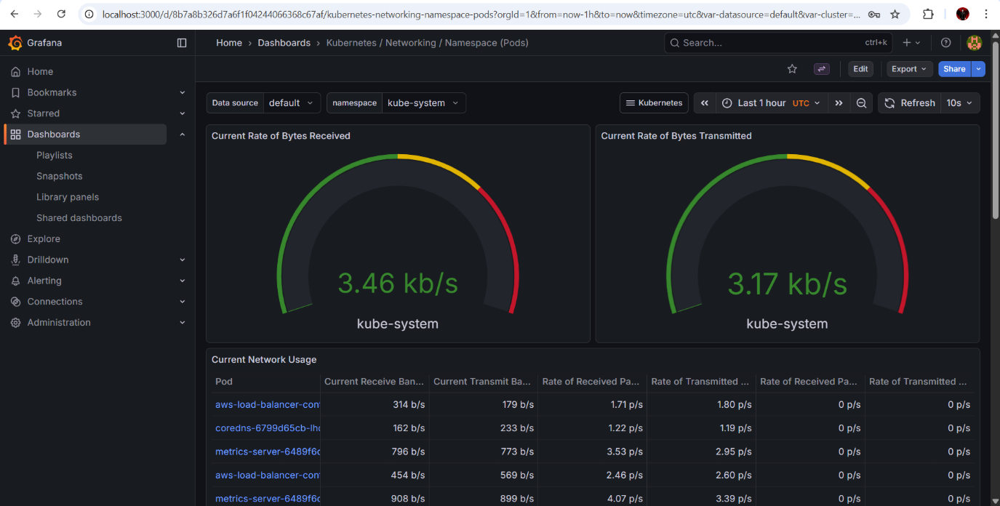 localhost:3000/d/8b7a8b326d7a6f1f04244066368c67af/kubernetes-networking-namespace-pods?orgId=1&from=now-1h&to=now&timezone=utc&var-datasource=default&var-cluster=...
Grafana
Home › Dashboards › Kubernetes / Networking / Namespace (Pods)
Search... ctrl+k
Edit Export Share
Home
Bookmarks
Starred
Dashboards
Playlists
Snapshots
Library panels
Shared dashboards
Explore
Drilldown
Alerting
Connections
Administration
Data source default namespace kube-system Kubernetes Last 1 hour UTC Refresh 10s
Current Rate of Bytes Received
3.46 kb/s
kube-system
Current Rate of Bytes Transmitted
3.17 kb/s
kube-system
Current Network Usage
Pod Current Receive Ban... Current Transmit Ba... Rate of Received Pa... Rate of Transmitted ... Rate of Received Pa... Rate of Transmitted ...
aws-load-balancer-con 314 b/s 179 b/s 1.71 p/s 1.80 p/s 0 p/s 0 p/s
coredns-6799d65cb-lh 162 b/s 233 b/s 1.22 p/s 1.19 p/s 0 p/s 0 p/s
metrics-server-6489f6 796 b/s 773 b/s 3.53 p/s 2.95 p/s 0 p/s 0 p/s
aws-load-balancer-con 454 b/s 569 b/s 2.46 p/s 2.60 p/s 0 p/s 0 p/s
metrics-server-6489f6 908 b/s 899 b/s 4.07 p/s 3.39 p/s 0 p/s 0 p/s